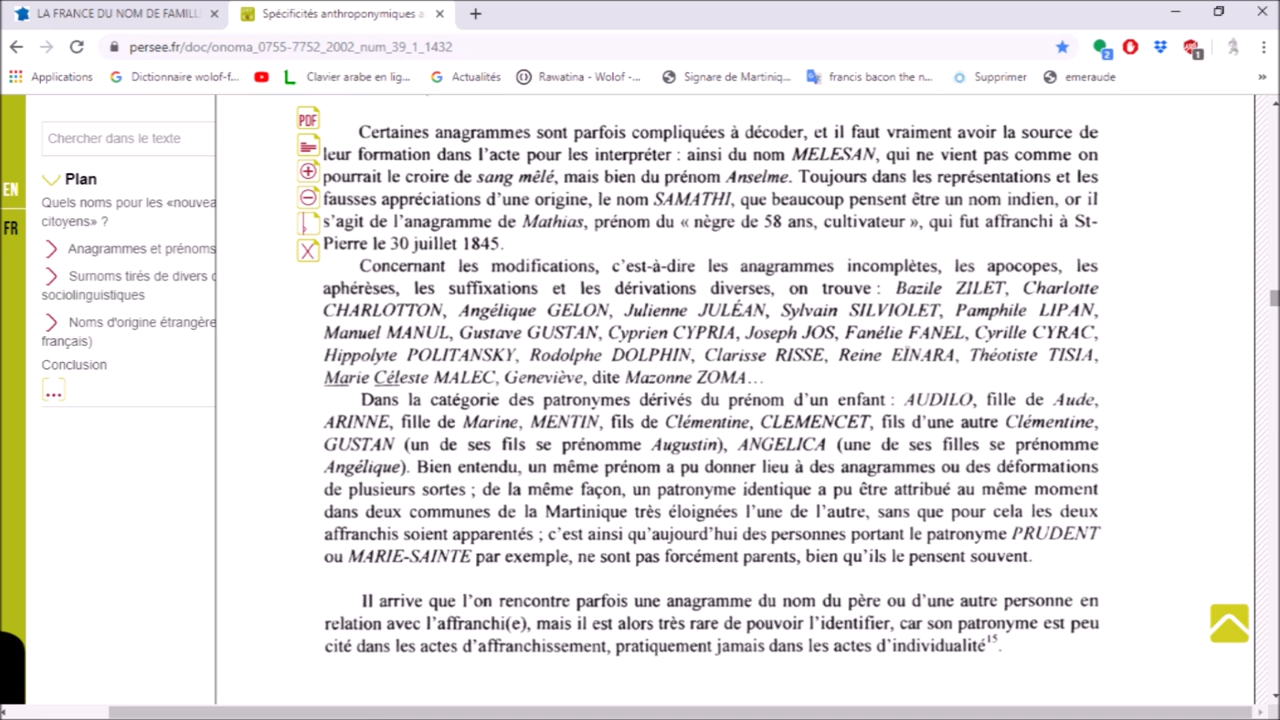 LA FRANCE DU NOM DE FAMILL
Spécificités anthroponymiques a
persee.fr/doc/onoma_0755-7752_2002_num_39_1_1432
2
1
Applications
Dictionnaire wolof-f...
Clavier arabe en lig...
Actualités
Rawatina - Wolof -...
Signare de Martiniq...
francis bacon the n...
Supprimer
emeraude
»
Chercher dans le texte
EN
FR
Plan
Quels noms pour les «nouvea
citoyens» ?
Anagrammes et prénoms
Surnoms tirés de divers c
sociolinguistiques
Noms d'origine étrangère
français)
Conclusion
...
PDF
Certaines anagrammes sont parfois compliquées à décoder, et il faut vraiment avoir la source de
leur formation dans l'acte pour les interpréter : ainsi du nom MELESAN, qui ne vient pas comme on
pourrait le croire de sang mêlé, mais bien du prénom Anselme. Toujours dans les représentations et les
fausses appréciations d'une origine, le nom SAMATHI, que beaucoup pensent être un nom indien, or il
s'agit de l'anagramme de Mathias, prénom du « nègre de 58 ans, cultivateur », qui fut affranchi à St-
Pierre le 30 juillet 1845.
Concernant les modifications, c'est-à-dire les anagrammes incomplètes, les apocopes, les
aphérèses, les suffixations et les dérivations diverses, on trouve : Bazile ZILET, Charlotte
CHARLOTTON, Angélique GELON, Julienne JULÉAN, Sylvain SILVIOLET, Pamphile LIPAN,
Manuel MANUL, Gustave GUSTAN, Cyprien CYPRIA, Joseph JOS, Fanélie FANEL, Cyrille CYRAC,
Hippolyte POLITANSKY, Rodolphe DOLPHIN, Clarisse RISSE, Reine EÏNARA, Théotiste TISIA,
Marie Céleste MALEC, Geneviève, dite Mazonne ZOMA...
Dans la catégorie des patronymes dérivés du prénom d'un enfant : AUDILO, fille de Aude,
ARINNE, fille de Marine, MENTIN, fils de Clémentine, CLEMENCET, fils d'une autre Clémentine,
GUSTAN (un de ses fils se prénomme Augustin), ANGELICA (une de ses filles se prénomme
Angélique). Bien entendu, un même prénom a pu donner lieu à des anagrammes ou des déformations
de plusieurs sortes ; de la même façon, un patronyme identique a pu être attribué au même moment
dans deux communes de la Martinique très éloignées l'une de l'autre, sans que pour cela les deux
affranchis soient apparentés ; c'est ainsi qu'aujourd'hui des personnes portant le patronyme PRUDENT
ou MARIE-SAINTE par exemple, ne sont pas forcément parents, bien qu'ils le pensent souvent.
Il arrive que l'on rencontre parfois une anagramme du nom du père ou d'une autre personne en
relation avec l'affranchi(e), mais il est alors très rare de pouvoir l'identifier, car son patronyme est peu
cité dans les actes d'affranchissement, pratiquement jamais dans les actes d'individualité15.